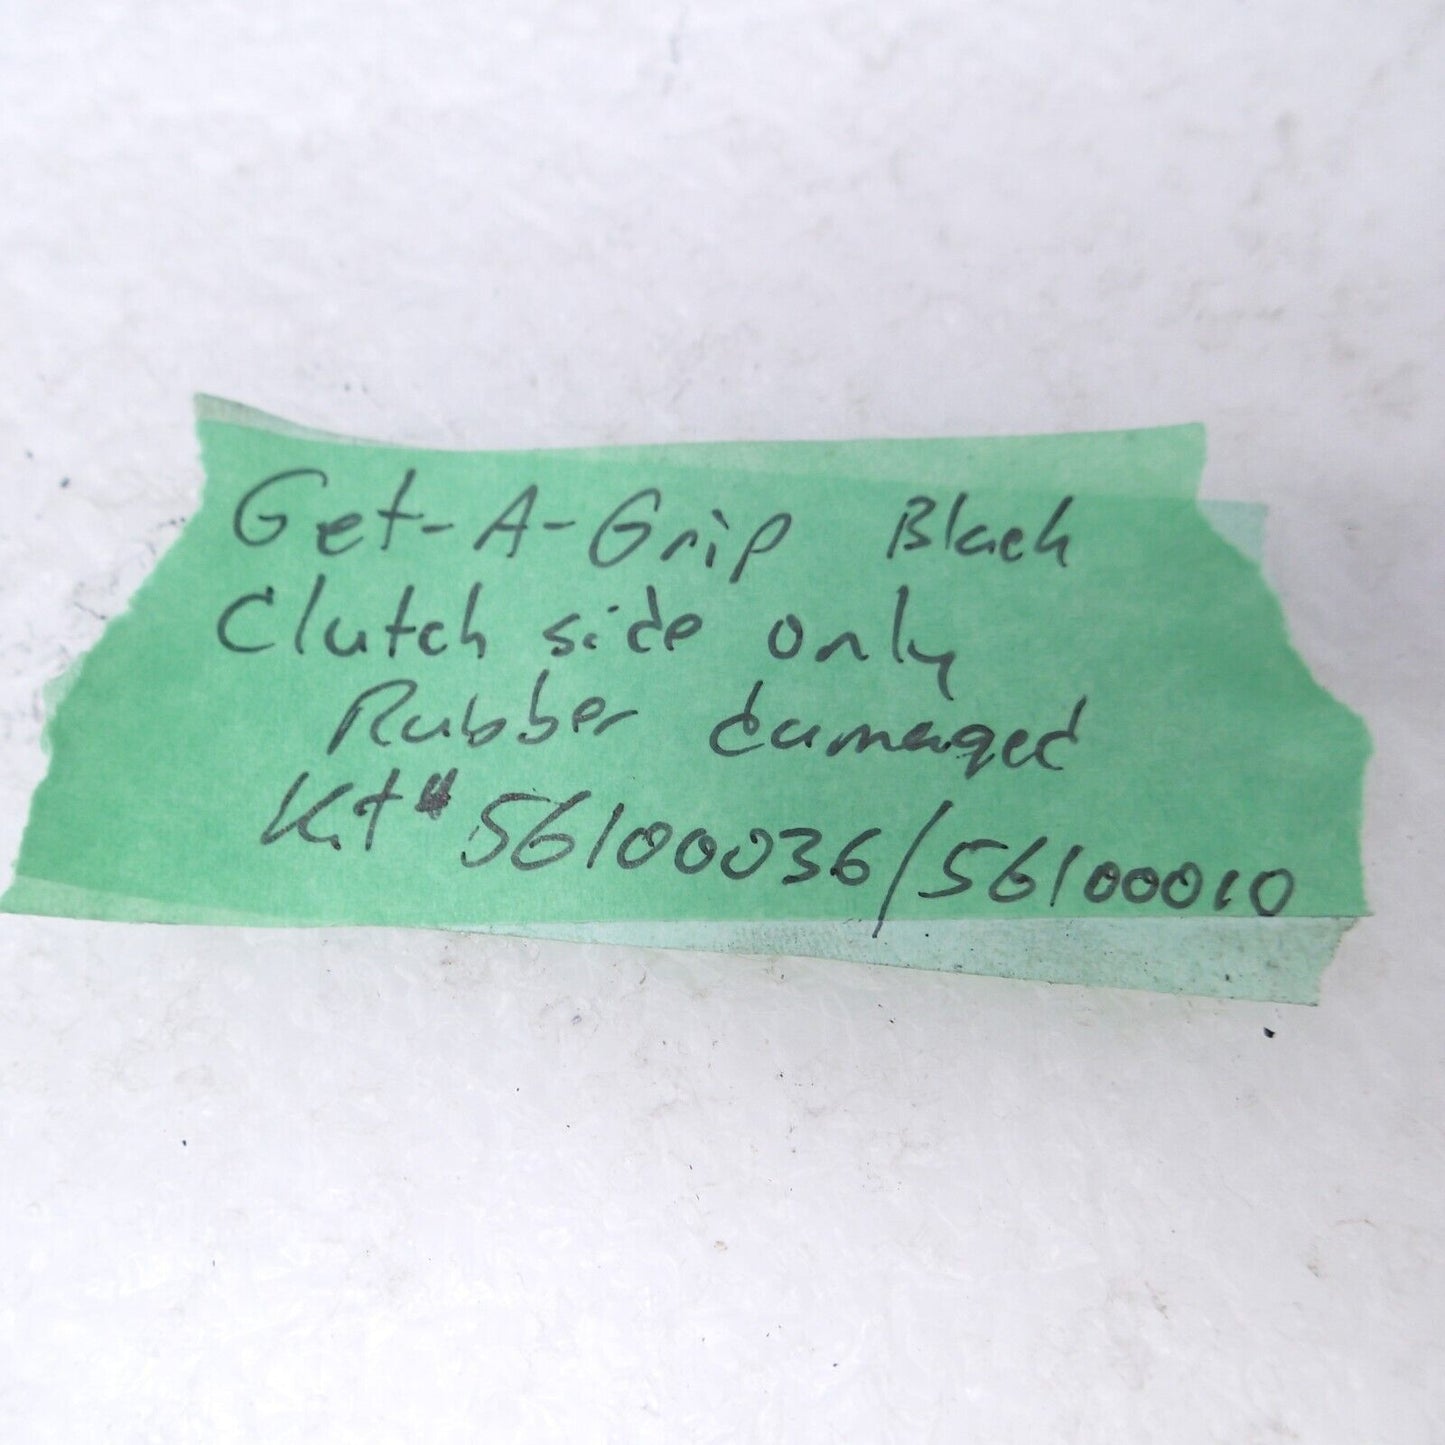 Get-A-Grip Black
Clutch side only
Rubber damaged
Kit # 56100036/56100010